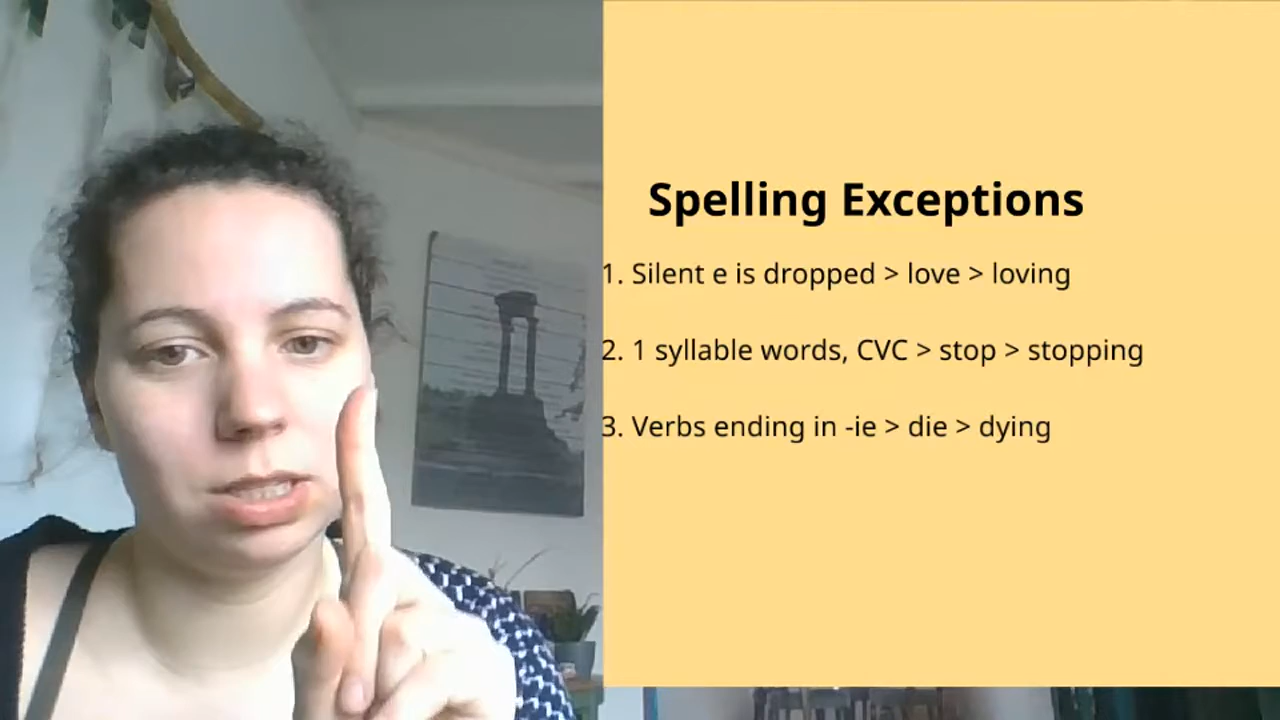 Spelling Exceptions
1. Silent e is dropped > love > loving
2. 1 syllable words, CVC > stop > stopping
3. Verbs ending in -ie > die > dying